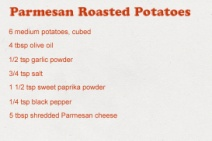 Parmesan Roasted Potatoes
6 medium potatoes, cubed
4 tbsp olive oil
1/2 tsp garlic powder
3/4 tsp salt
1 1/2 tsp sweet paprika powder
1/4 tsp black pepper
5 tbsp shredded Parmesan cheese